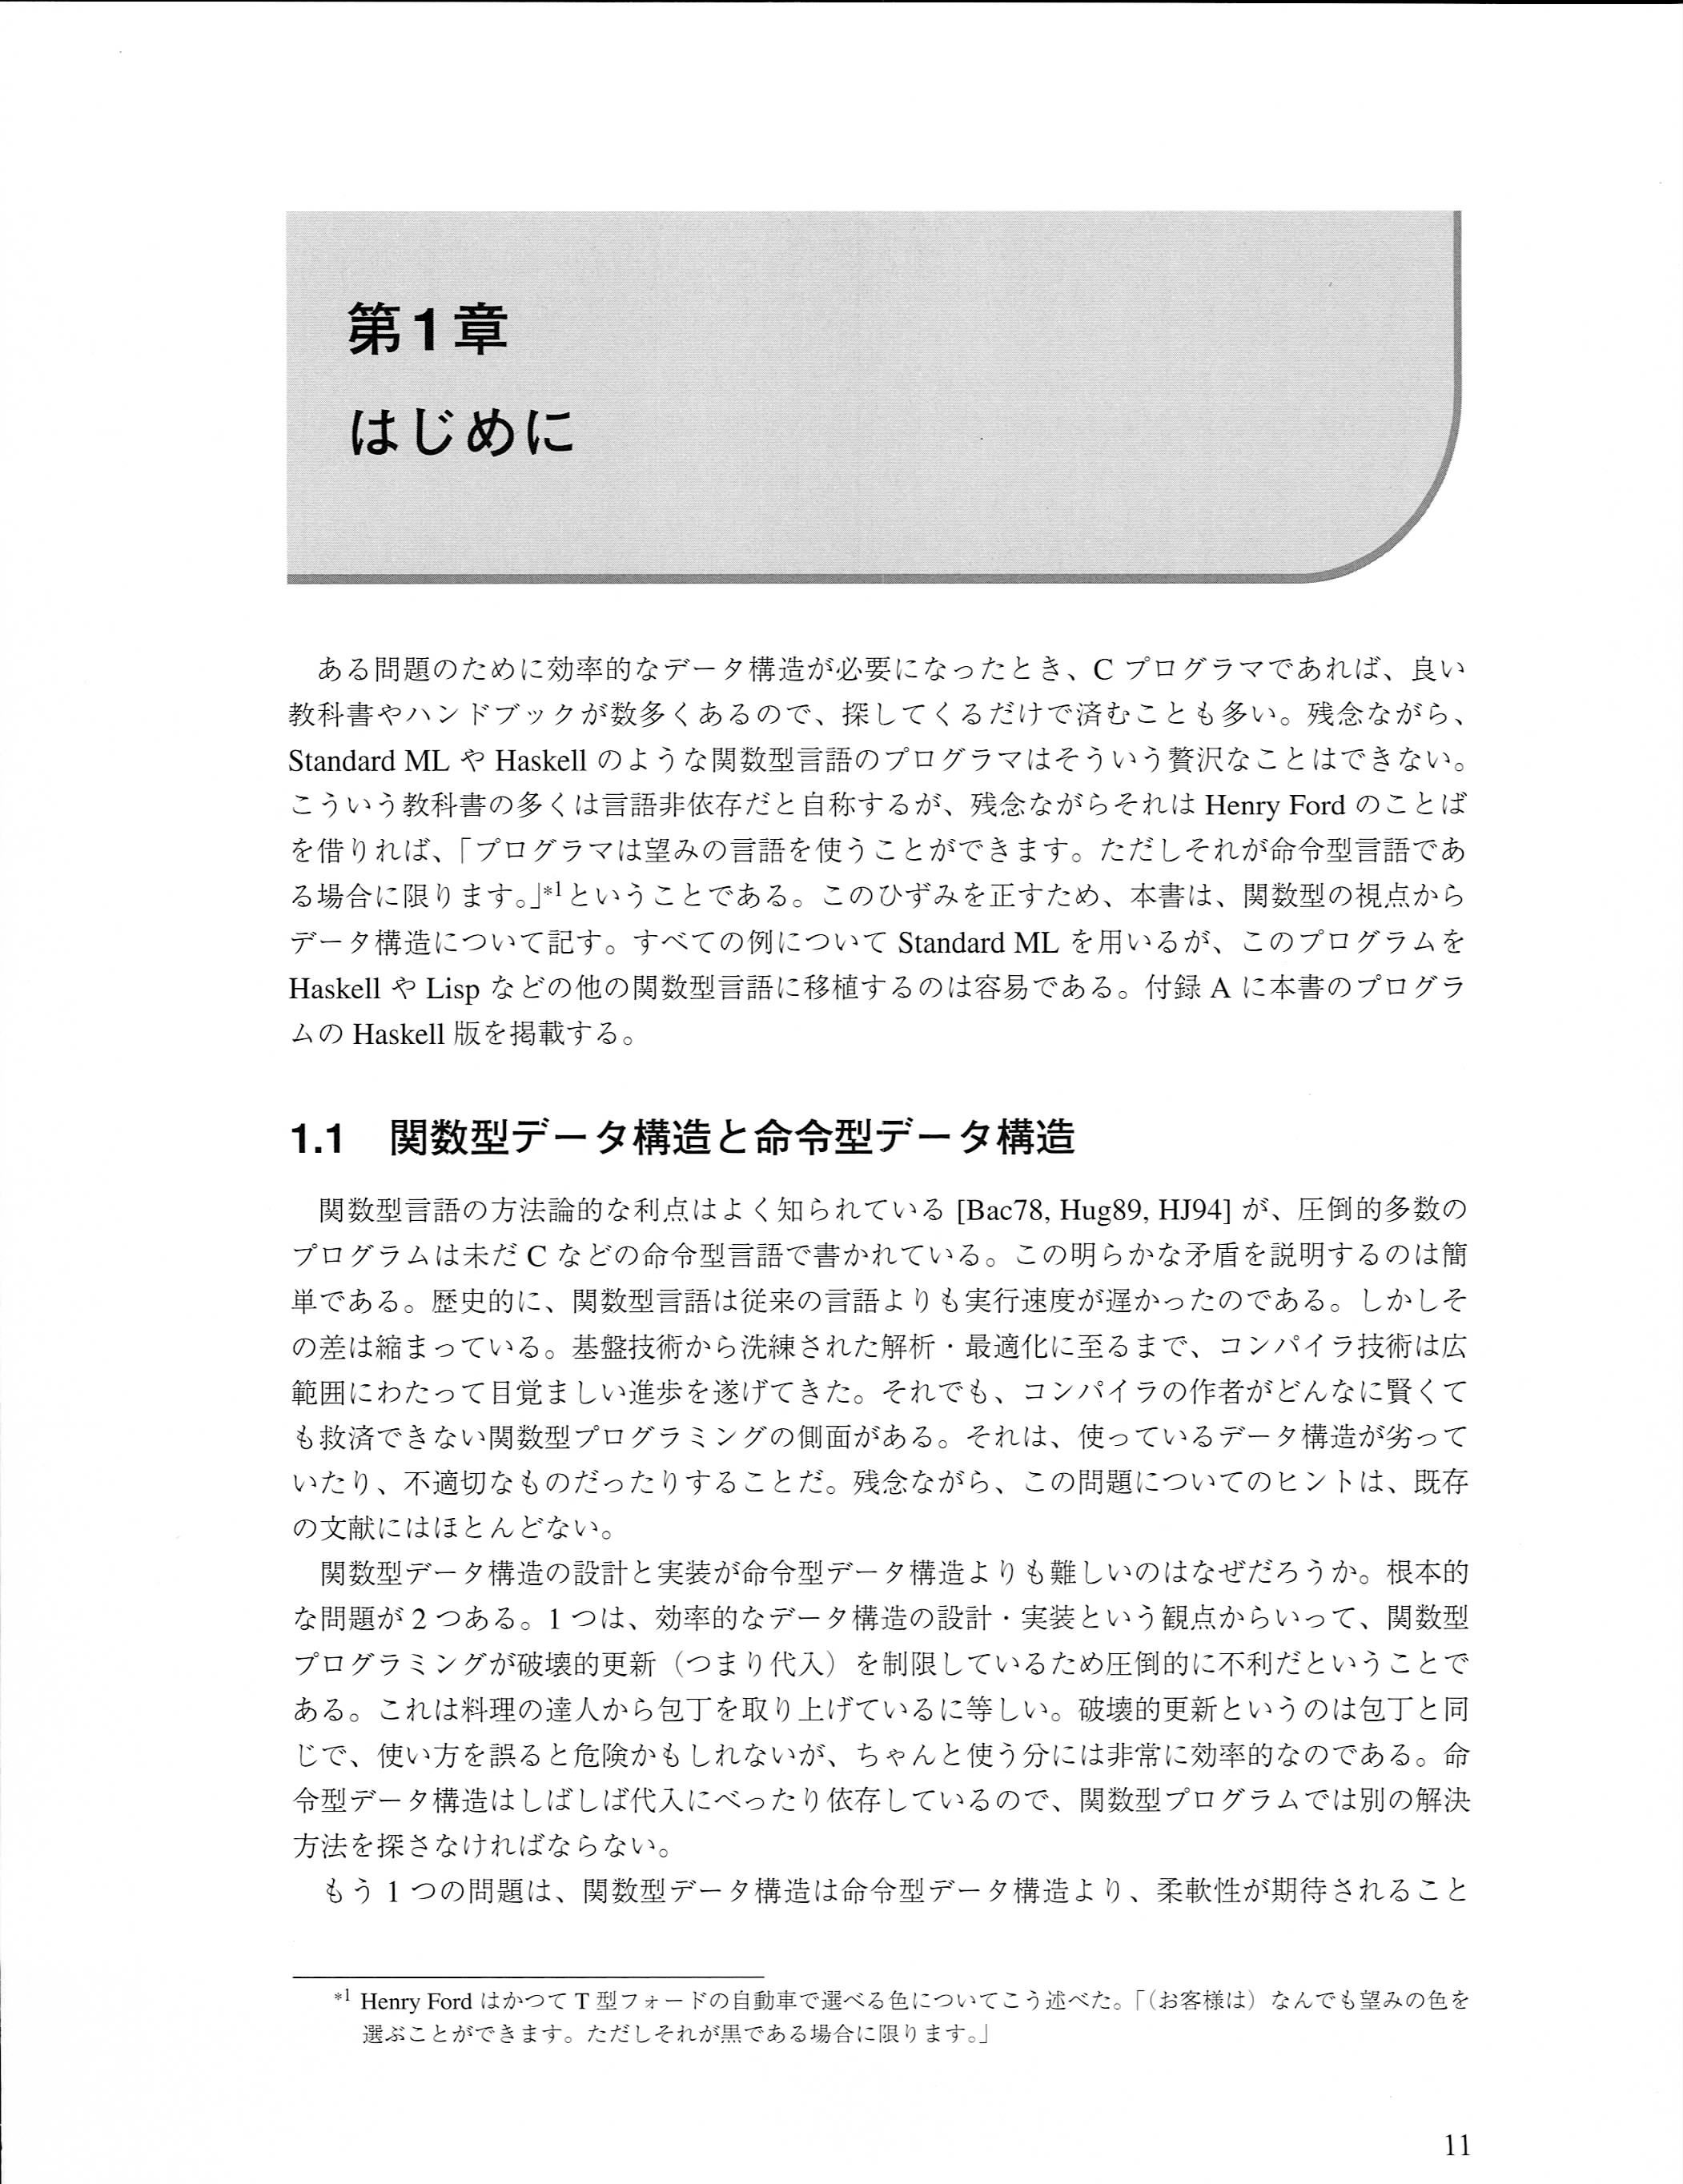 第1章
はじめに
ある問題のために効率的なデータ構造が必要になったとき、C プログラマであれば、良い
教科書やハンドブックが数多くあるので、探してくるだけで済むことも多い。残念ながら、
Standard ML や Haskell のような関数型言語のプログラマはそういう贅沢なことはできない。
こういう教科書の多くは言語非依存だと自称するが、残念ながらそれは Henry Ford のことば
を借りれば、「プログラマは望みの言語を使うことができます。ただしそれが命令型言語であ
る場合に限ります。」*1ということである。このひずみを正すため、本書は、関数型の視点から
データ構造について記す。すべての例について Standard ML を用いるが、このプログラムを
Haskell や Lisp などの他の関数型言語に移植するのは容易である。付録 A に本書のプログラ
ムの Haskell 版を掲載する。
1.1 関数型データ構造と命令型データ構造
関数型言語の方法論的な利点はよく知られている [Bac78, Hug89, HJ94] が、圧倒的多数の
プログラムは未だ C などの命令型言語で書かれている。この明らかな矛盾を説明するのは簡
単である。歴史的に、関数型言語は従来の言語よりも実行速度が遅かったのである。しかしそ
の差は縮まっている。基盤技術から洗練された解析・最適化に至るまで、コンパイラ技術は広
範囲にわたって目覚ましい進歩を遂げてきた。それでも、コンパイラの作者がどんなに賢くて
も救済できない関数型プログラミングの側面がある。それは、使っているデータ構造が劣って
いたり、不適切なものだったりすることだ。残念ながら、この問題についてのヒントは、既存
の文献にはほとんどない。
関数型データ構造の設計と実装が命令型データ構造よりも難しいのはなぜだろうか。根本的
な問題が 2 つある。1 つは、効率的なデータ構造の設計・実装という観点からいって、関数型
プログラミングが破壊的更新（つまり代入）を制限しているため圧倒的に不利だということで
ある。これは料理の達人から包丁を取り上げているに等しい。破壊的更新というのは包丁と同
じで、使い方を誤ると危険かもしれないが、ちゃんと使う分には非常に効率的なのである。命
令型データ構造はしばしば代入にべったり依存しているので、関数型プログラムでは別の解決
方法を探さなければならない。
もう 1 つの問題は、関数型データ構造は命令型データ構造より、柔軟性が期待されること
*1 Henry Ford はかつて T 型フォードの自動車で選べる色についてこう述べた。「（お客様は）なんでも望みの色を
選ぶことができます。ただしそれが黒である場合に限ります。」
11